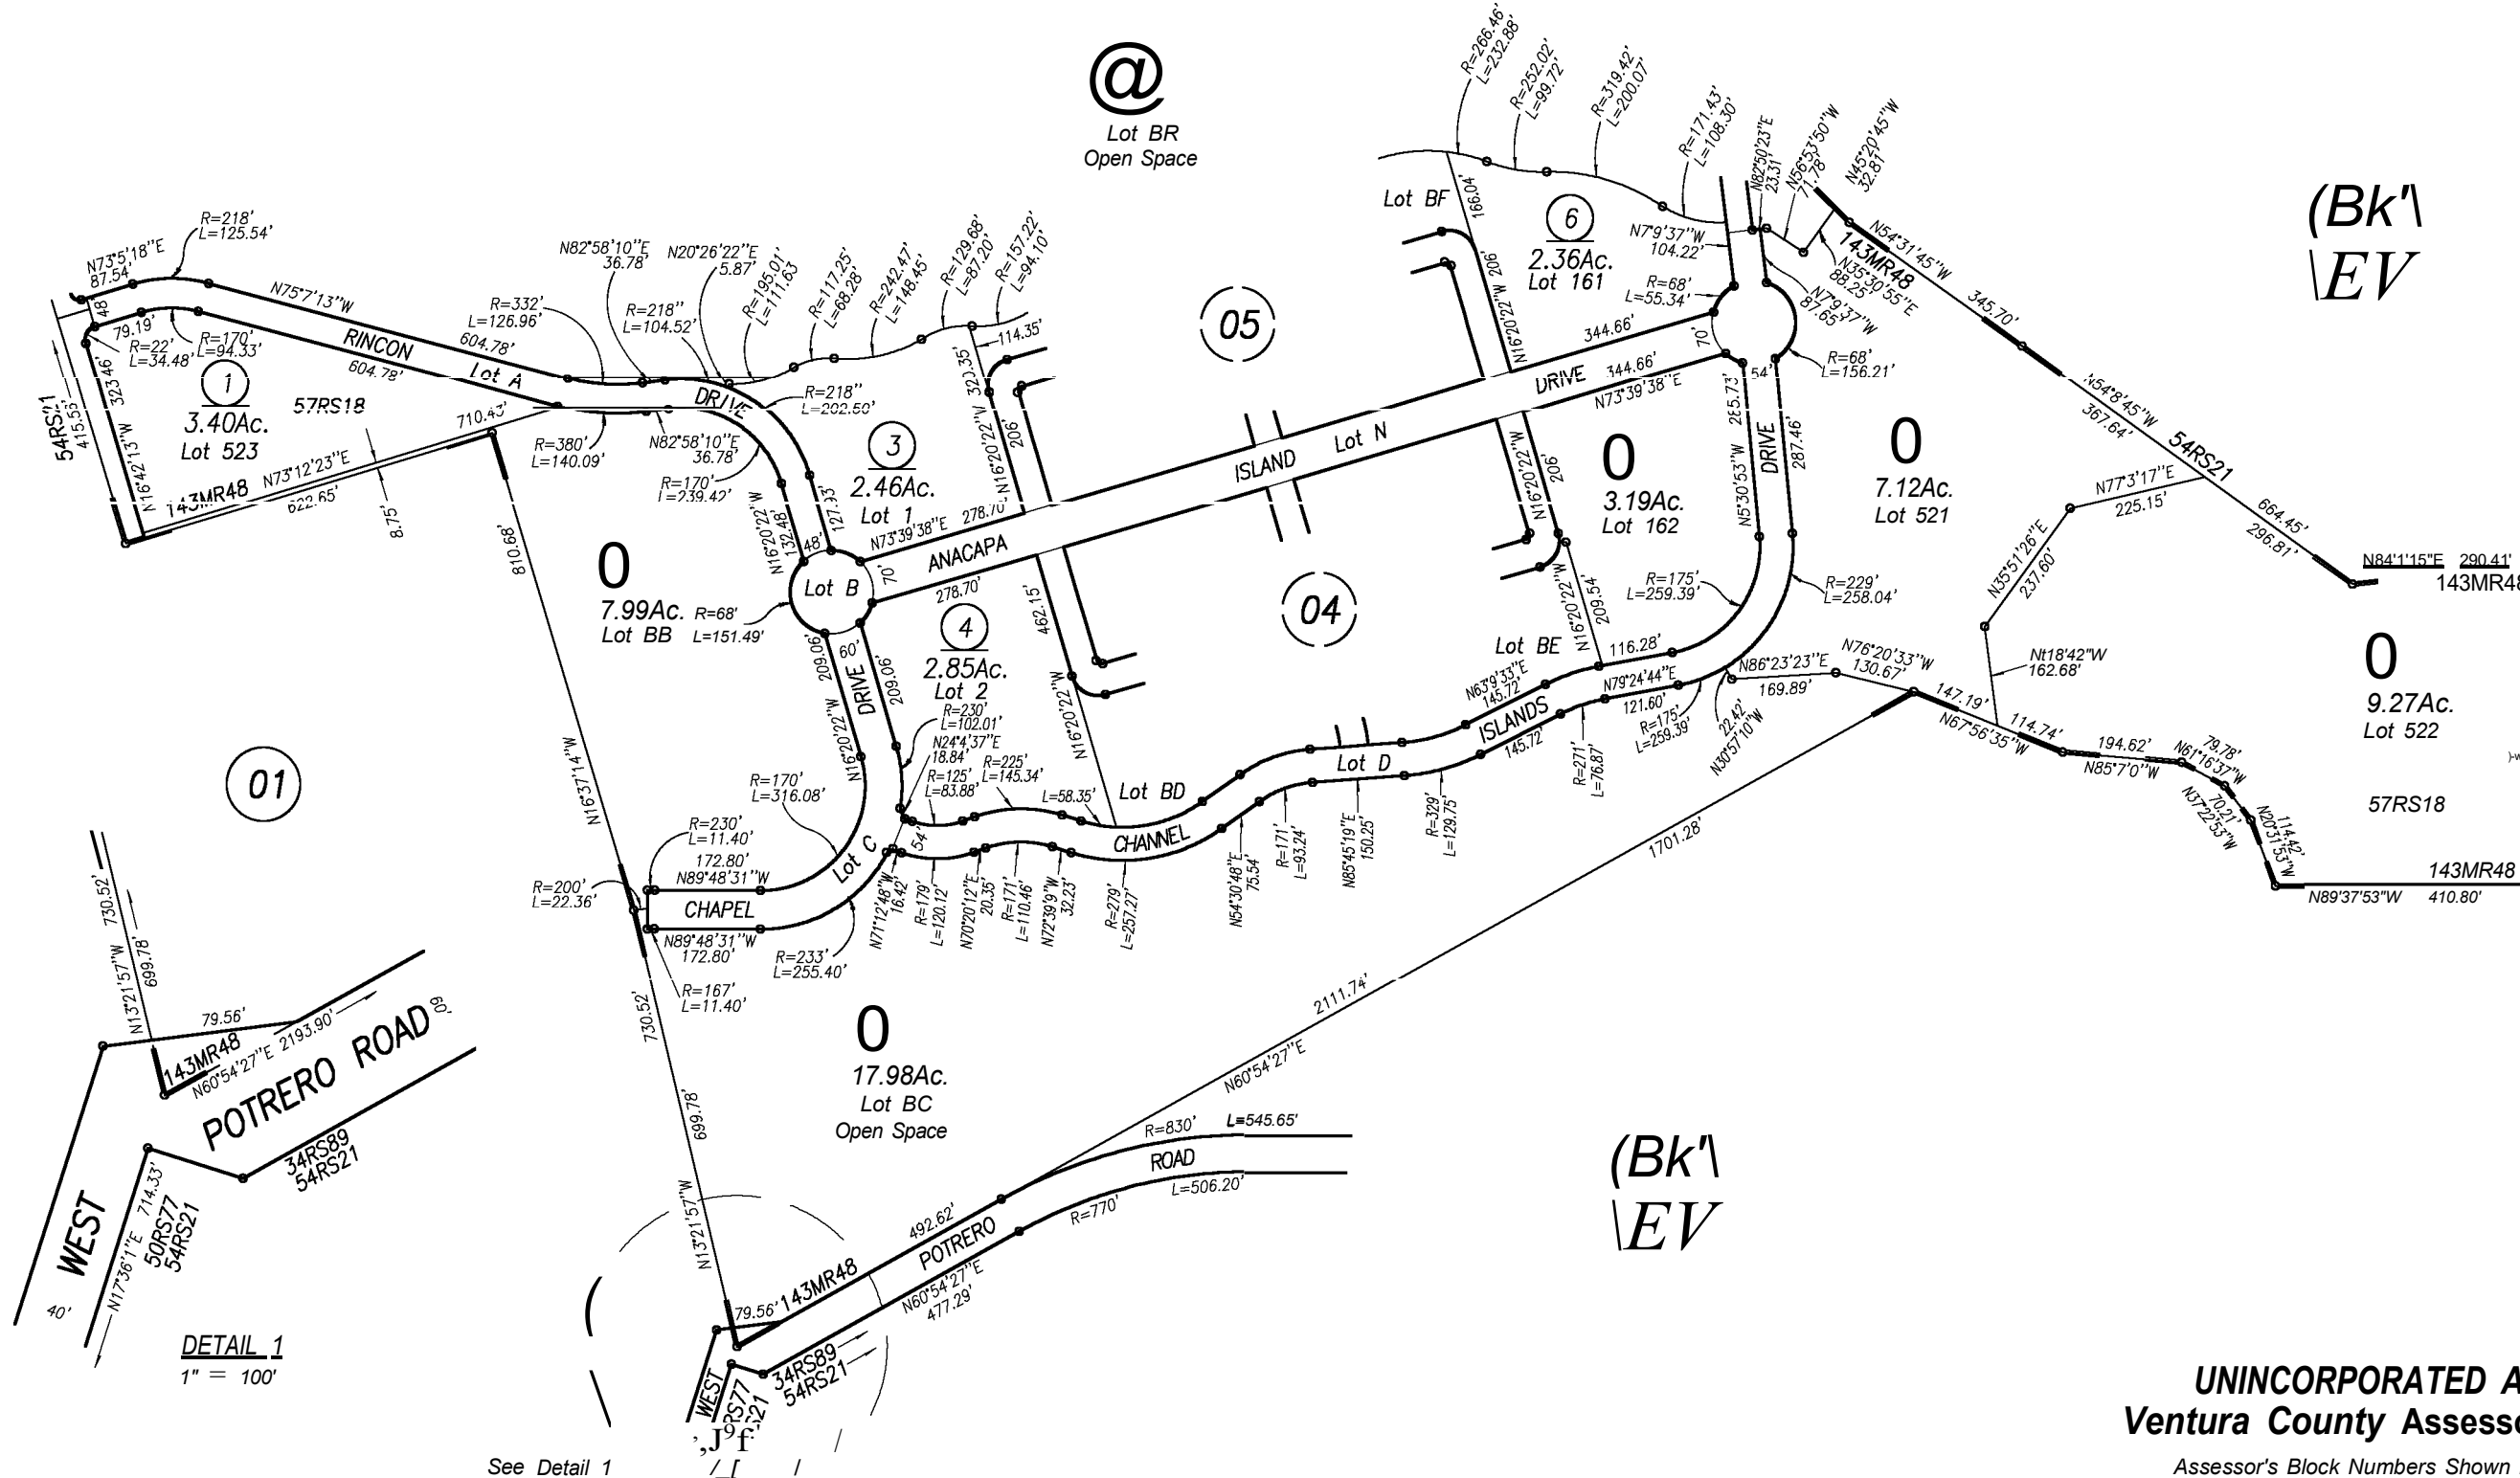 @
Lot BR
Open Space
R=266.46'
L=232.88'
R=252.02'
L=99.72'
R=319.42'
L=200.07'
R=171.43'
L=108.30'
N82°50'23"E
23.31'
N56°53'50"W
71.78'
N45°20'45"W
32.81'
(Bk'\
\EV
Lot BF
166.04'
6
2.36Ac.
Lot 161
N7°9'37"W
104.22'
143MR48
N35°30'55"E
88.25'
N54°31'45"W
345.70'
N7°9'37"W
87.65'
R=68'
L=55.34'
R=68'
L=156.21'
N16°20'22"W 206'
70'
54'
N54°8'45"W
367.64'
54RS21
664.45'
296.81'
N84'1'15"E 290.41'
143MR48
N73°5'18"E
87.54'
R=218'
L=125.54'
N75°7'13"W
604.78'
RINCON
Lot A
604.78'
48'
79.19'
R=22'
L=34.48'
R=170'
L=94.33'
1
3.40Ac.
Lot 523
57RS18
54RS21
415.55'
N16°42'13"W 323.46'
710.43'
N73°12'23"E
143MR48
622.65'
8.75'
N82°58'10"E
36.78'
N20°26'22"E
5.87'
R=332'
L=126.96'
R=218"
L=104.52'
R=195.01'
L=111.63
R=117.25'
L=68.28'
R=242.47'
L=148.45'
R=129.68'
L=87.20'
R=157.22'
L=94.10'
114.35'
DRIVE
R=218"
L=202.50'
R=380'
L=140.09'
N82°58'10"E
36.78'
R=170'
L=239.42'
3
2.46Ac.
Lot 1
N16°20'22"W 320.35'
206'
05
344.66'
DRIVE 344.66'
N73°39'38"E
Lot N
ISLAND
N16°20'22"W
132.48'
127.93'
48'
N73°39'38"E 278.70'
ANACAPA
278.70'
70'
Lot B
R=68'
L=151.49'
0
7.99Ac.
Lot BB
810.68'
N16°37'14"W
209.06'
60'
209.06'
DRIVE
N16°20'22"W
4
2.85Ac.
Lot 2
462.15'
N16°20'22"W
04
N16°20'22"W
206'
0
3.19Ac.
Lot 162
N5°30'53"W 285.73'
DRIVE
287.46'
0
7.12Ac.
Lot 521
N77°3'17"E
225.15'
N35°51'26"E
237.60'
Nt18'42"W
162.68'
R=175'
L=259.39'
R=229'
L=258.04'
N16°20'22"W
209.54'
Lot BE
116.28'
N63°9'33"E
145.72'
N79°24'44"E
121.60'
ISLANDS
145.72'
R=175'
L=259.39'
22.42'
N30°57'10"W
N86°23'23"E
169.89'
N76°20'33"W
130.67'
147.19'
N67°56'35"W
114.74'
194.62'
N85°7'0"W
N61°16'37"W
79.78'
N37°22'53"W
70.21'
N20°31'53"W
114.42'
0
9.27Ac.
Lot 522
57RS18
143MR48
N89'37'53"W 410.80'
R=230'
L=102.01'
N24°4'37"E
18.84'
R=125'
L=83.88'
R=225'
L=145.34'
L=58.35'
Lot BD
CHANNEL
Lot D
R=170'
L=316.08'
Lot C
54'
R=230'
L=11.40'
172.80'
N89°48'31"W
CHAPEL
N89°48'31"W
172.80'
R=200'
L=22.36'
R=167'
L=11.40'
R=233'
L=255.40'
N71°12'48"W
16.42'
R=179'
L=120.12'
N70°20'12"E
20.35'
R=171'
L=110.46'
N72°39'9"W
32.23'
R=279'
L=257.27'
N54°30'48"E
75.54'
R=171'
L=93.24'
N85°45'19"E
150.25'
R=329'
L=129.75'
R=271'
L=76.87'
1701.28'
2111.74'
N60°54'27"E
01
730.52'
699.78'
N13°21'57"W
0
17.98Ac.
Lot BC
Open Space
730.52'
N13°21'57"W
699.78'
79.56'
143MR48
N60°54'27"E 2193.90'
POTRERO ROAD
60'
34RS89
54RS21
WEST
40'
N17°36'1"E 714.33'
50RS77
54RS21
DETAIL 1
1" = 100'
R=830' L=545.65'
ROAD
L=506.20'
R=770'
492.62'
POTRERO
79.56'
143MR48
N60°54'27"E
477.29'
34RS89
54RS21
WEST
RS77
See Detail 1
(Bk'\
\EV
UNINCORPORATED A
Ventura County Assesso
Assessor's Block Numbers Shown